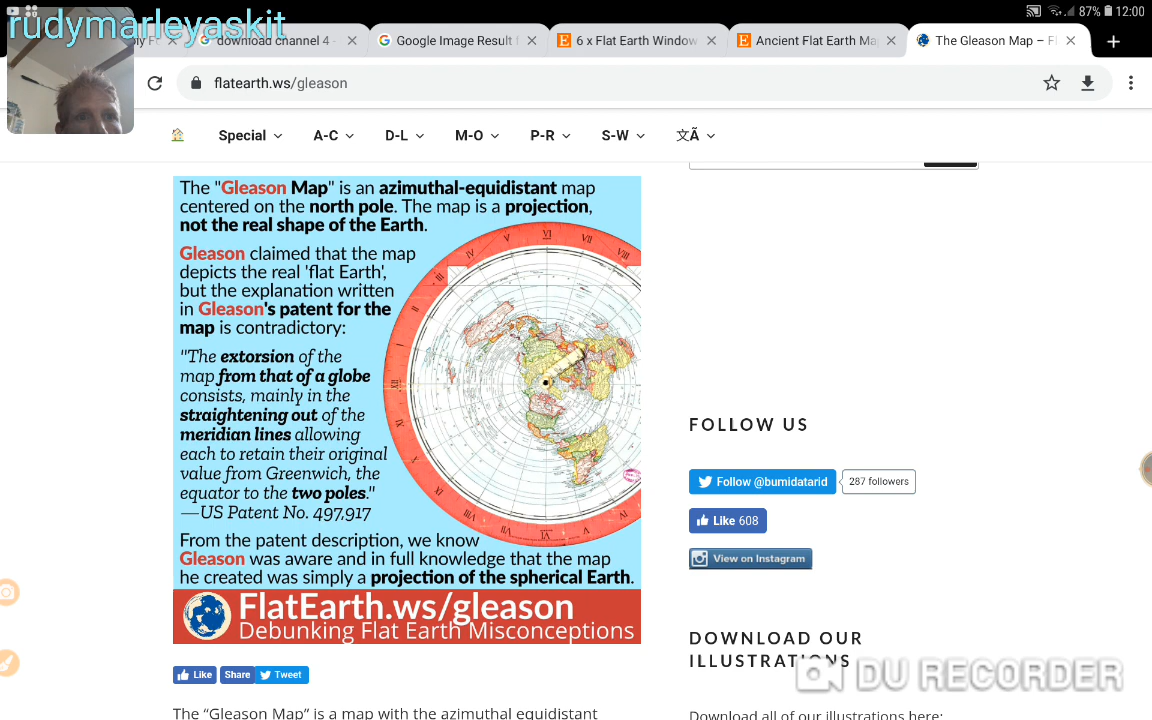 rudymarleyaskit
87% 12:00
download channel 4 -
Google Image Result
6 x Flat Earth Window
Ancient Flat Earth Ma
The Gleason Map – Fl
flatearth.ws/gleason
Special
A-C
D-L
M-O
P-R
S-W
文Ã
The "Gleason Map" is an azimuthal-equidistant map
centered on the north pole. The map is a projection,
not the real shape of the Earth.
Gleason claimed that the map
depicts the real 'flat Earth',
but the explanation written
in Gleason's patent for the
map is contradictory:
"The extorsion of the
map from that of a globe
consists, mainly in the
straightening out of the
meridian lines allowing
each to retain their original
value from Greenwich, the
equator to the two poles."
—US Patent No. 497,917
From the patent description, we know
Gleason was aware and in full knowledge that the map
he created was simply a projection of the spherical Earth.
FlatEarth.ws/gleason
Debunking Flat Earth Misconceptions
Like
Share
Tweet
The “Gleason Map” is a map with the azimuthal equidistant
FOLLOW US
Follow @bumidatarid
287 followers
Like 608
View on Instagram
DOWNLOAD OUR
ILLUSTRATIONS
DU RECORDER
Download all of our illustrations here: